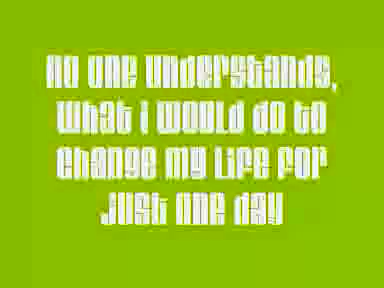 no one understands,
what i would do to
change my life for
just one day